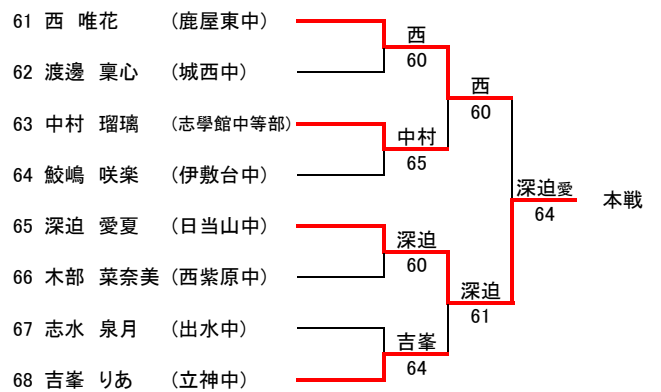 61 西 唯花 (鹿屋東中)
62 渡邊 稟心 (城西中)
63 中村 瑠璃 (志學館中等部)
64 鮫嶋 咲楽 (伊敷台中)
65 深迫 愛夏 (日当山中)
66 木部 菜奈美 (西紫原中)
67 志水 泉月 (出水中)
68 吉峯 りあ (立神中)
西
60
中村
65
深迫
60
吉峯
64
西
60
深迫
61
深迫愛
64
本戦